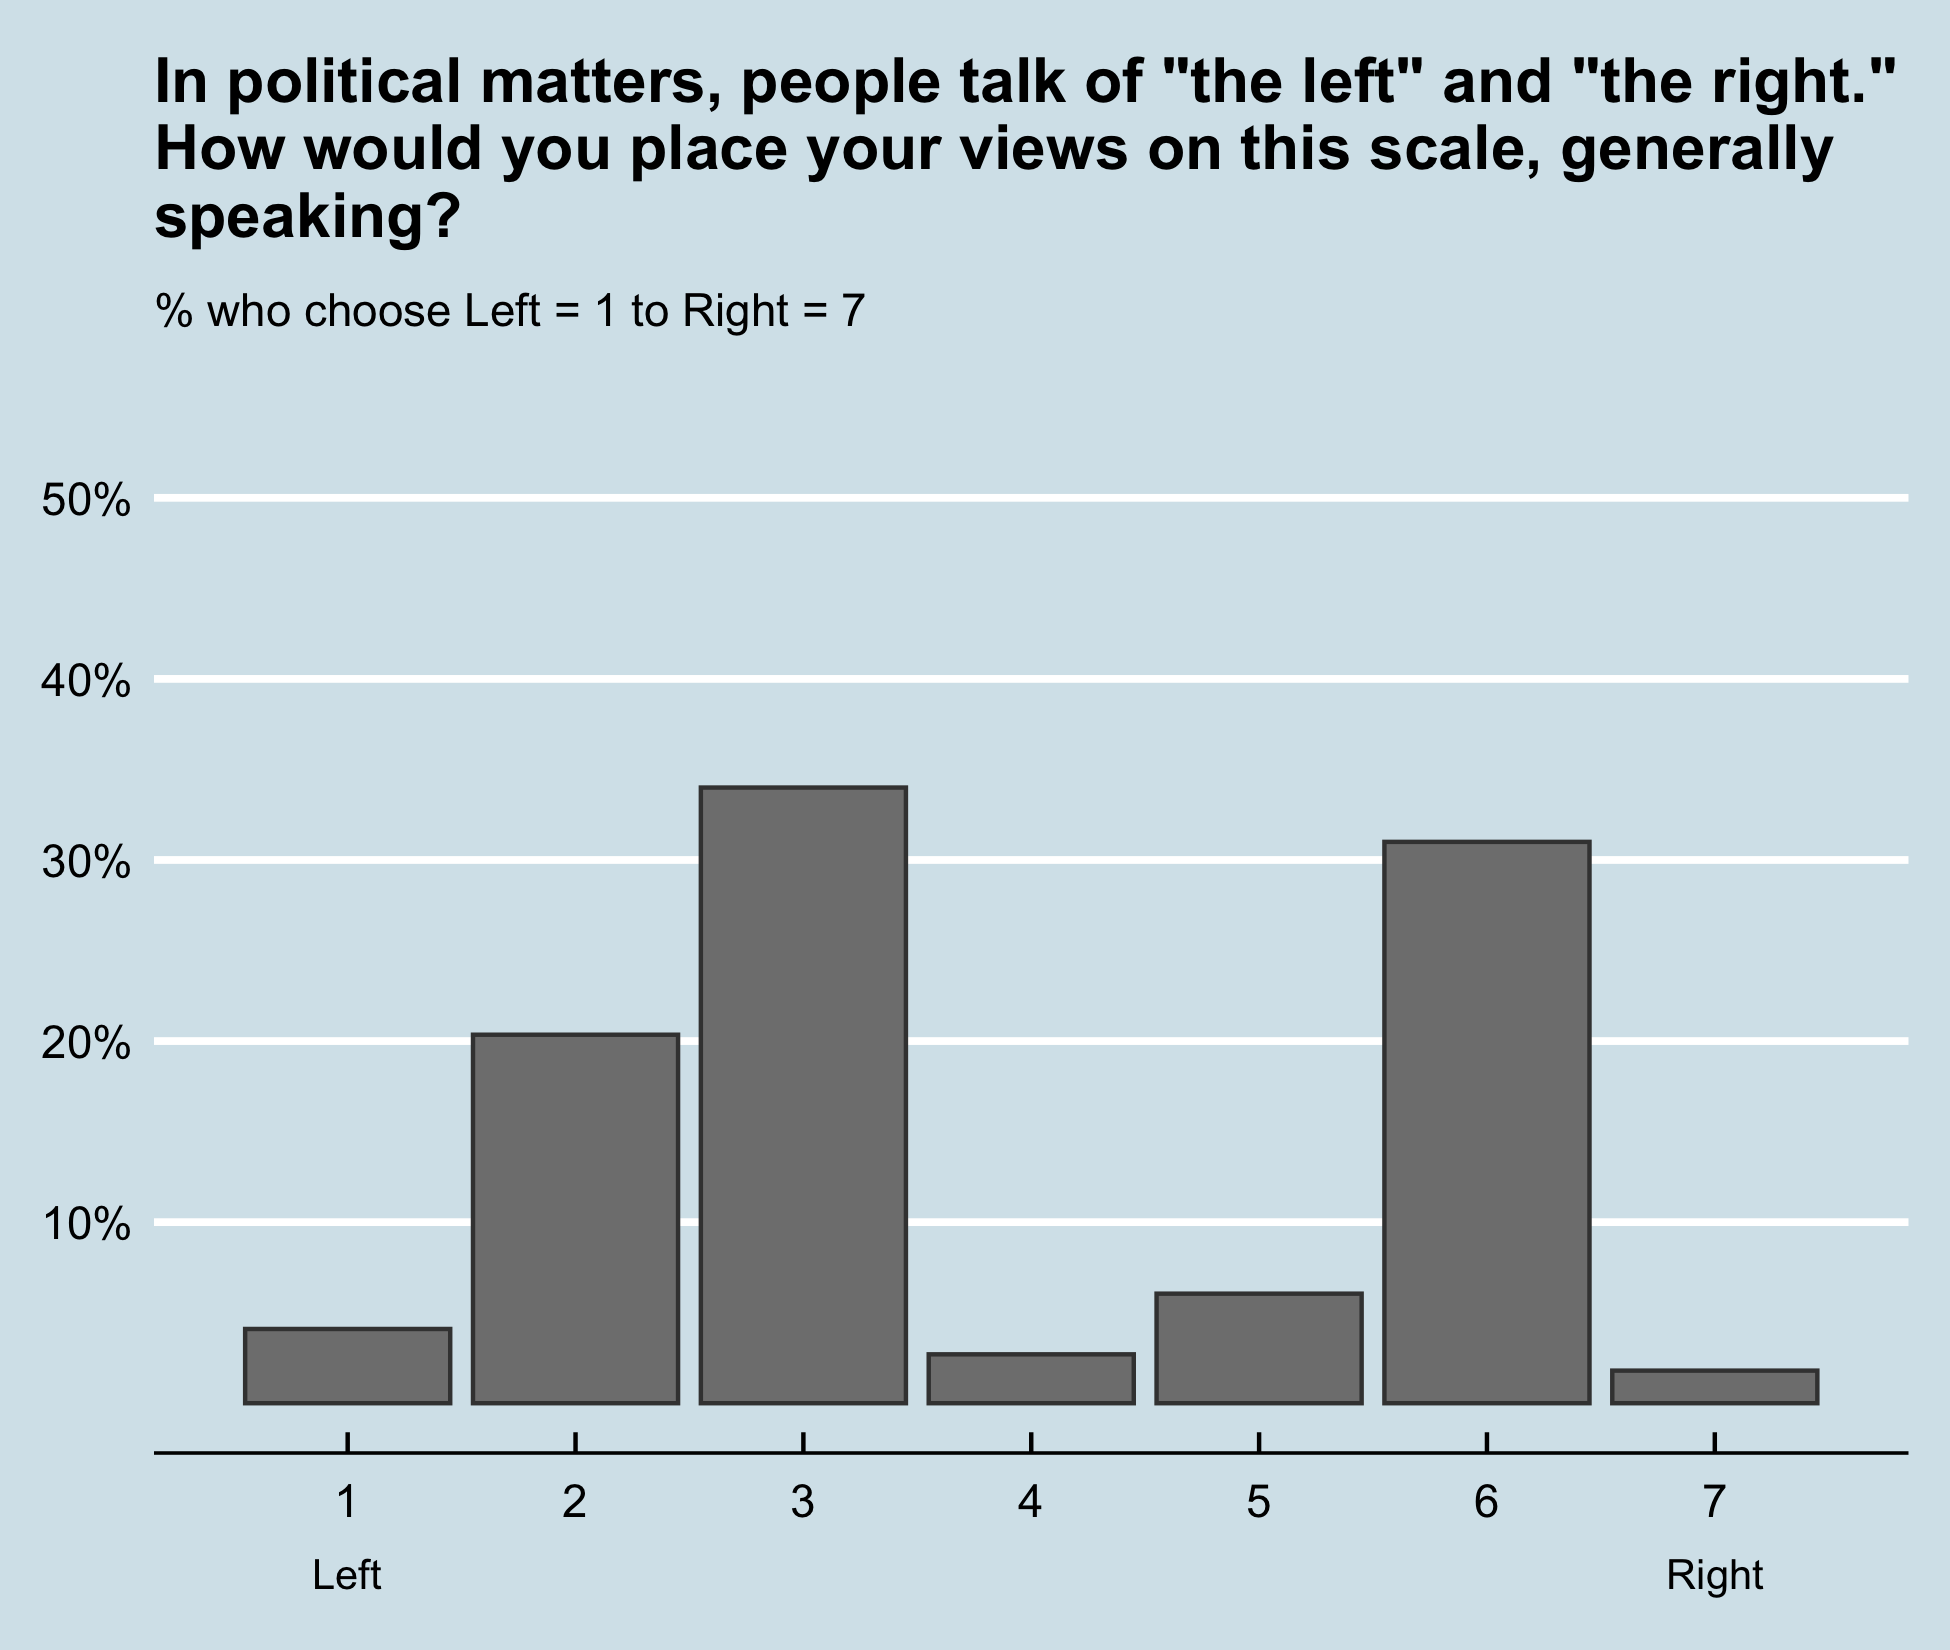 In political matters, people talk of "the left" and "the right."
How would you place your views on this scale, generally
speaking?
% who choose Left = 1 to Right = 7
50%
40%
30%
20%
10%
1 2 3 4 5 6 7
Left Right